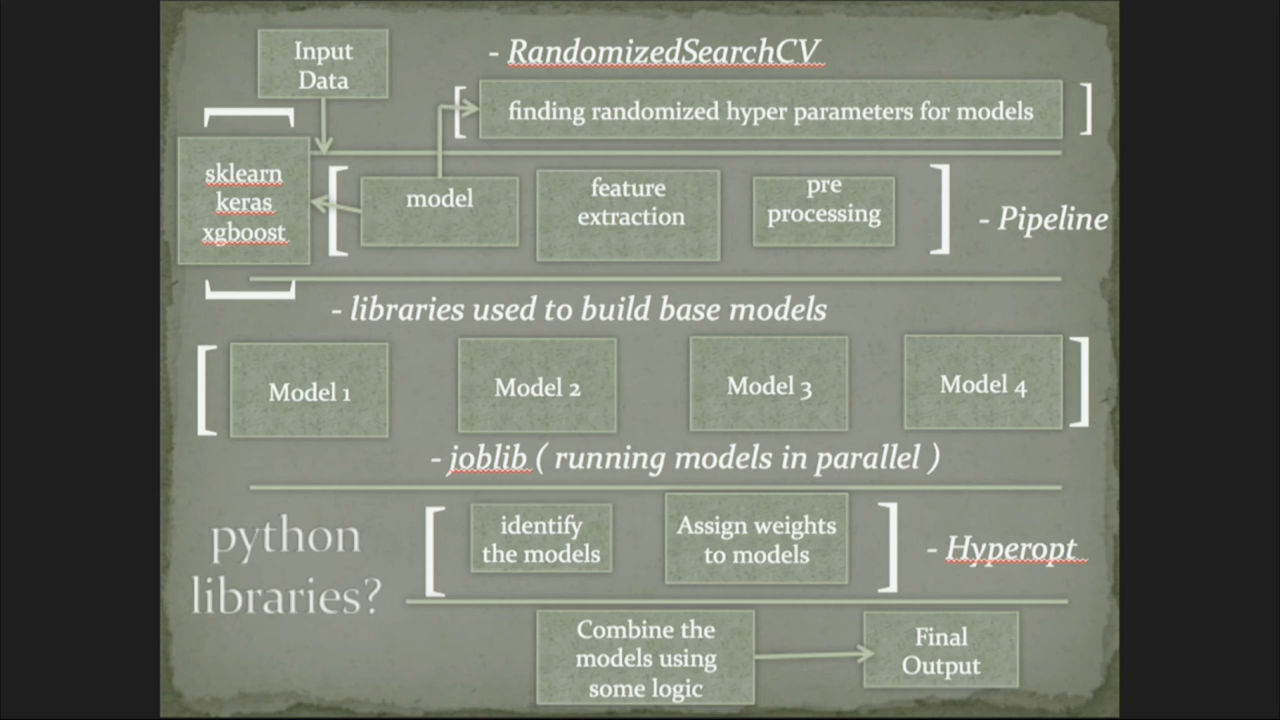 Input
Data
- RandomizedSearchCV
finding randomized hyper parameters for models
sklearn
keras
xgboost
model
feature
extraction
pre
processing
- Pipeline
- libraries used to build base models
Model 1
Model 2
Model 3
Model 4
- joblib ( running models in parallel )
python
libraries?
identify
the models
Assign weights
to models
- Hyperopt
Combine the
models using
some logic
Final
Output